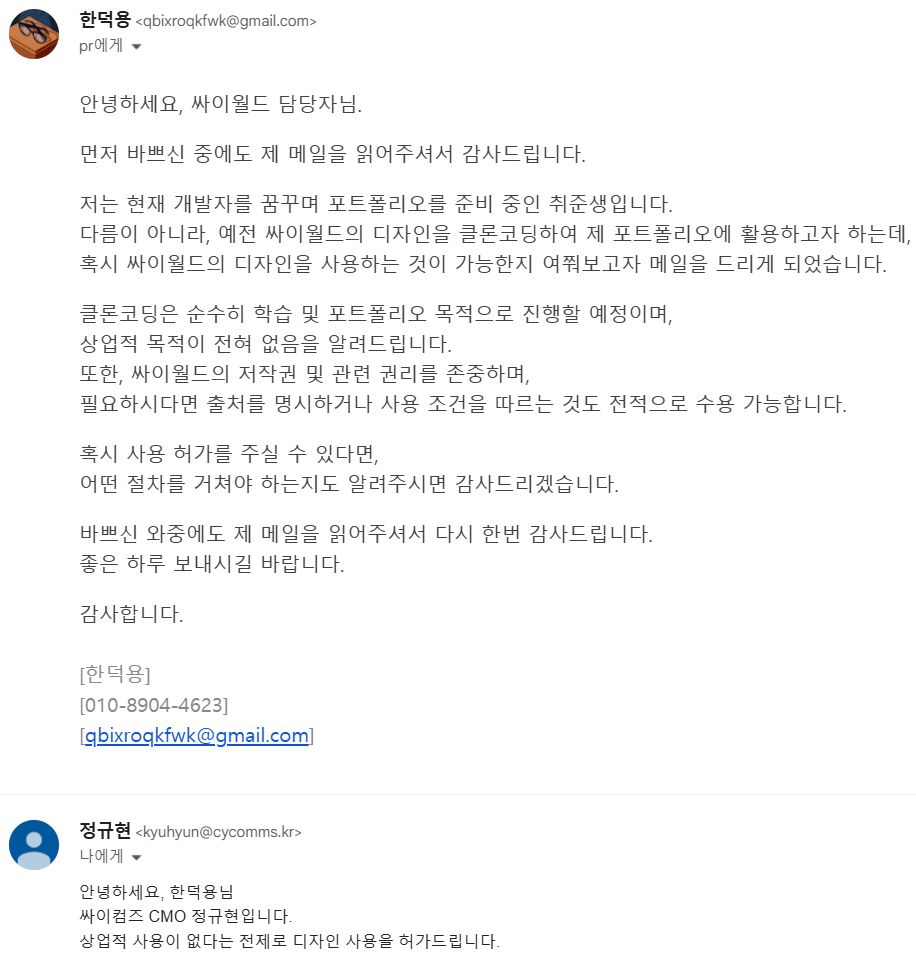 한덕용 <qbixroqkfwk@gmail.com>
pr에게
안녕하세요, 싸이월드 담당자님.
먼저 바쁘신 중에도 제 메일을 읽어주셔서 감사드립니다.
저는 현재 개발자를 꿈꾸며 포트폴리오를 준비 중인 취준생입니다.
다름이 아니라, 예전 싸이월드의 디자인을 클론코딩하여 제 포트폴리오에 활용하고자 하는데,
혹시 싸이월드의 디자인을 사용하는 것이 가능한지 여쭤보고자 메일을 드리게 되었습니다.
클론코딩은 순수히 학습 및 포트폴리오 목적으로 진행할 예정이며,
상업적 목적이 전혀 없음을 알려드립니다.
또한, 싸이월드의 저작권 및 관련 권리를 존중하며,
필요하시다면 출처를 명시하거나 사용 조건을 따르는 것도 전적으로 수용 가능합니다.
혹시 사용 허가를 주실 수 있다면,
어떤 절차를 거쳐야 하는지도 알려주시면 감사드리겠습니다.
바쁘신 와중에도 제 메일을 읽어주셔서 다시 한번 감사드립니다.
좋은 하루 보내시길 바랍니다.
감사합니다.
[한덕용]
[010-8904-4623]
[qbixroqkfwk@gmail.com]
정규현 <kyuhyun@cycomms.kr>
나에게
안녕하세요, 한덕용님
싸이컴즈 CMO 정규현입니다.
상업적 사용이 없다는 전제로 디자인 사용을 허가드립니다.